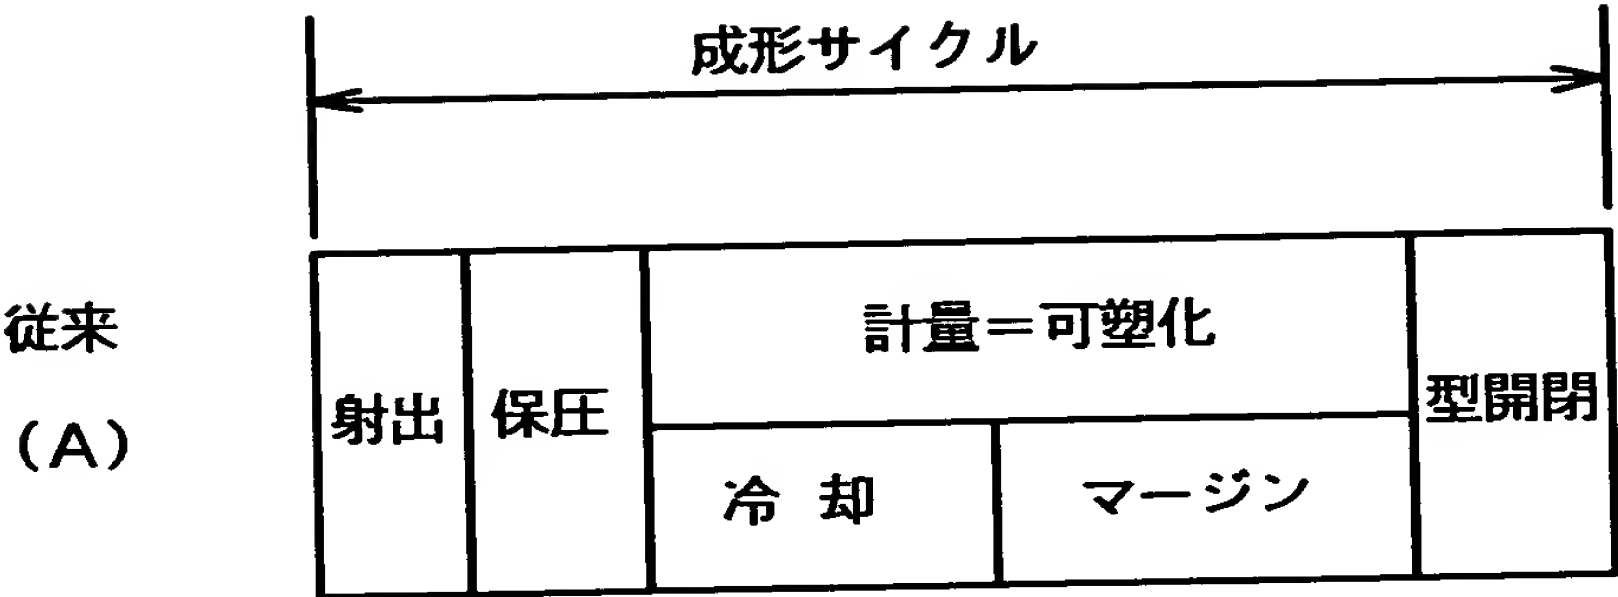 成形サイクル
従来
(A)
射出
保圧
計量=可塑化
冷却
マージン
型開閉